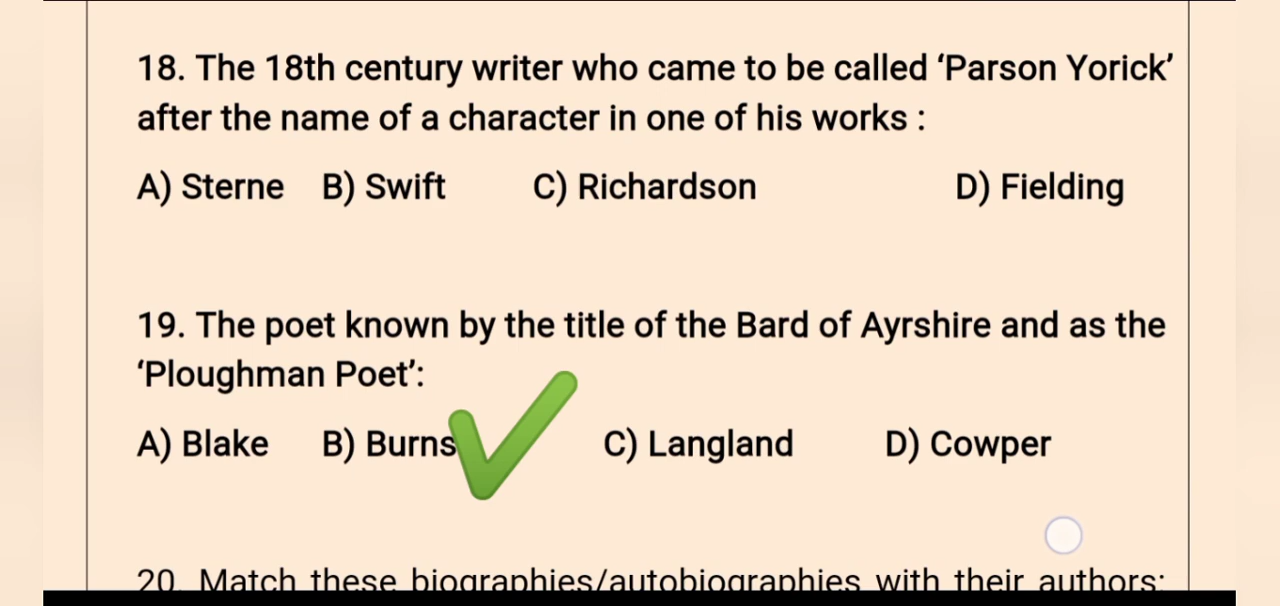 18. The 18th century writer who came to be called ‘Parson Yorick’
after the name of a character in one of his works :
A) Sterne B) Swift C) Richardson D) Fielding
19. The poet known by the title of the Bard of Ayrshire and as the
‘Ploughman Poet’:
A) Blake B) Burns C) Langland D) Cowper
20. Match these biographies/autobiographies with their authors: